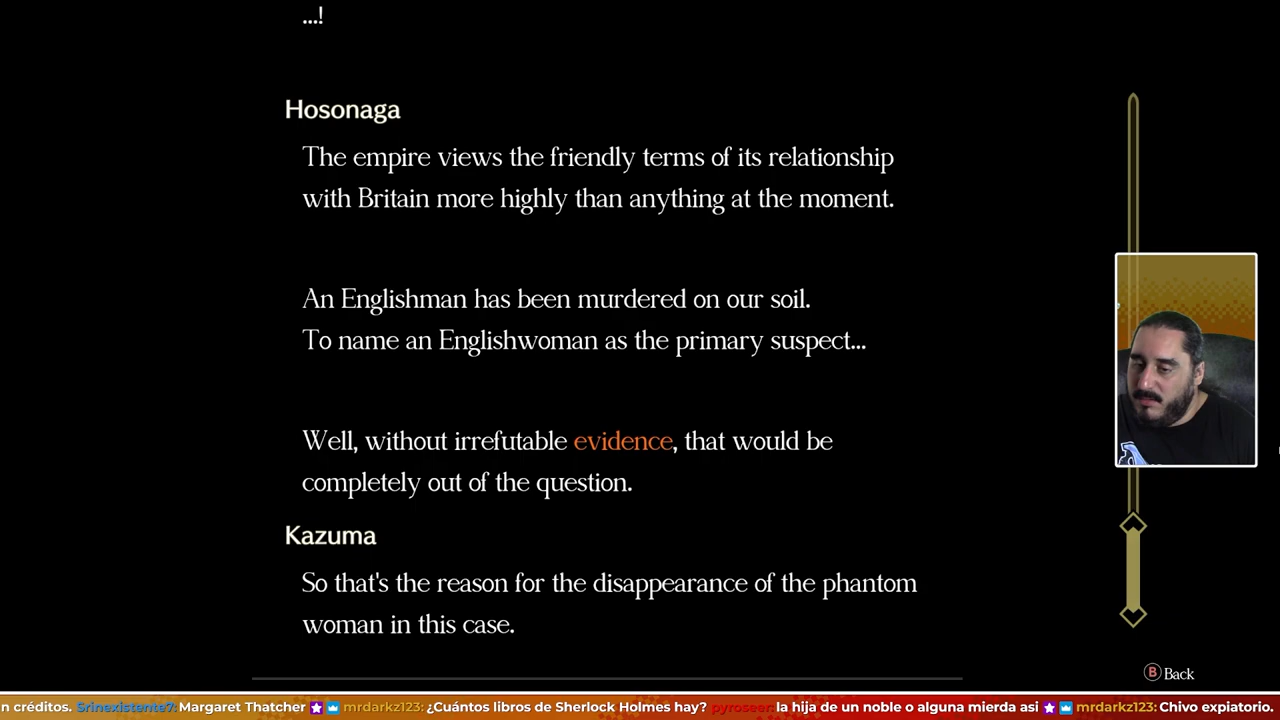 ...!
Hosonaga
The empire views the friendly terms of its relationship
with Britain more highly than anything at the moment.
An Englishman has been murdered on our soil.
To name an Englishwoman as the primary suspect...
Well, without irrefutable evidence, that would be
completely out of the question.
Kazuma
So that's the reason for the disappearance of the phantom
woman in this case.
B Back
n créditos. Srinexistente7: Margaret Thatcher mrdarkz123: ¿Cuántos libros de Sherlock Holmes hay? pyroseer: la hija de un noble o alguna mierda asi mrdarkz123: Chivo expiatorio.